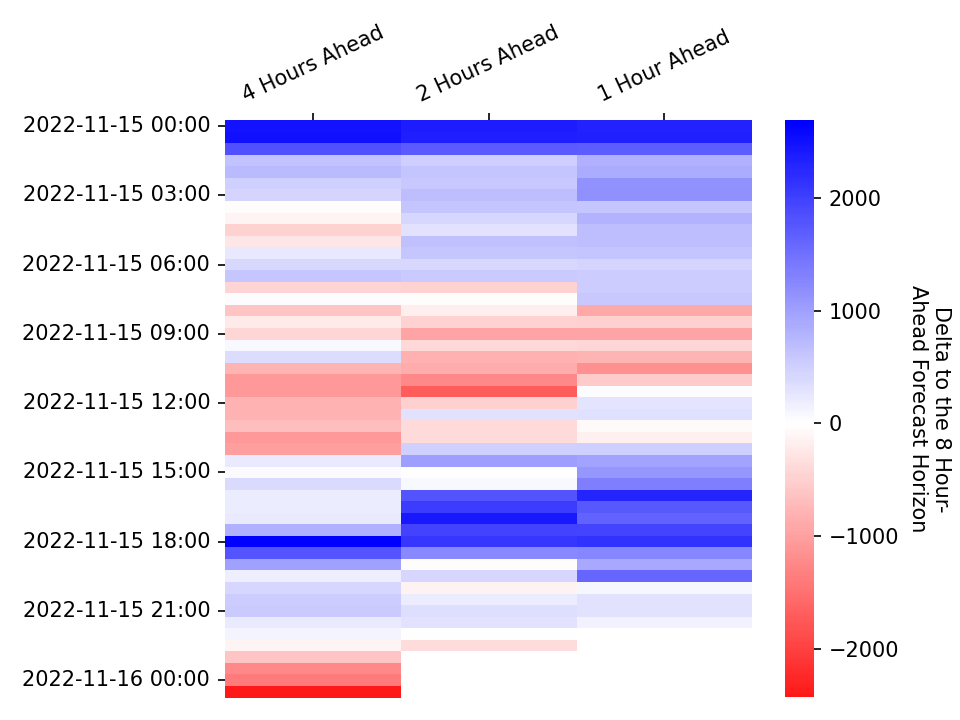 4 Hours Ahead
2 Hours Ahead
1 Hour Ahead
2022-11-15 00:00
2022-11-15 03:00
2022-11-15 06:00
2022-11-15 09:00
2022-11-15 12:00
2022-11-15 15:00
2022-11-15 18:00
2022-11-15 21:00
2022-11-16 00:00
2000
1000
0
−1000
−2000
Delta to the 8 Hour-
Ahead Forecast Horizon